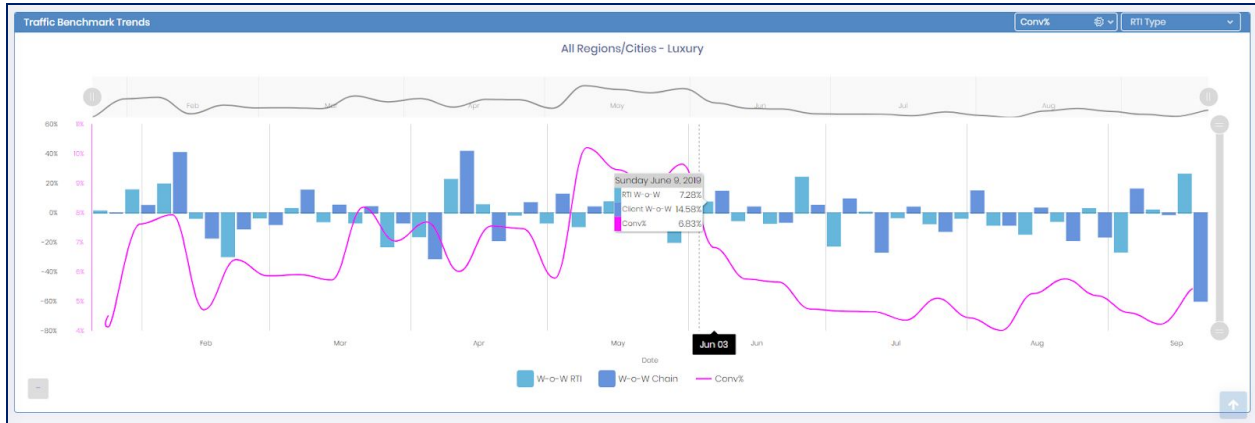 Traffic Benchmark Trends
Conv%
RTI Type
All Regions/Cities - Luxury
Feb Mar Apr May Jun Jul Aug
60% 11%
40% 10%
20% 9%
0% 8%
-20% 7%
-40% 6%
-60% 5%
-80% 4%
Sunday June 9, 2019
RTI W-o-W 7.28%
Client W-o-W 14.58%
Conv% 6.83%
Jun 03
Feb Mar Apr May Jun Jul Aug Sep
Date
W-o-W RTI W-o-W Chain Conv%